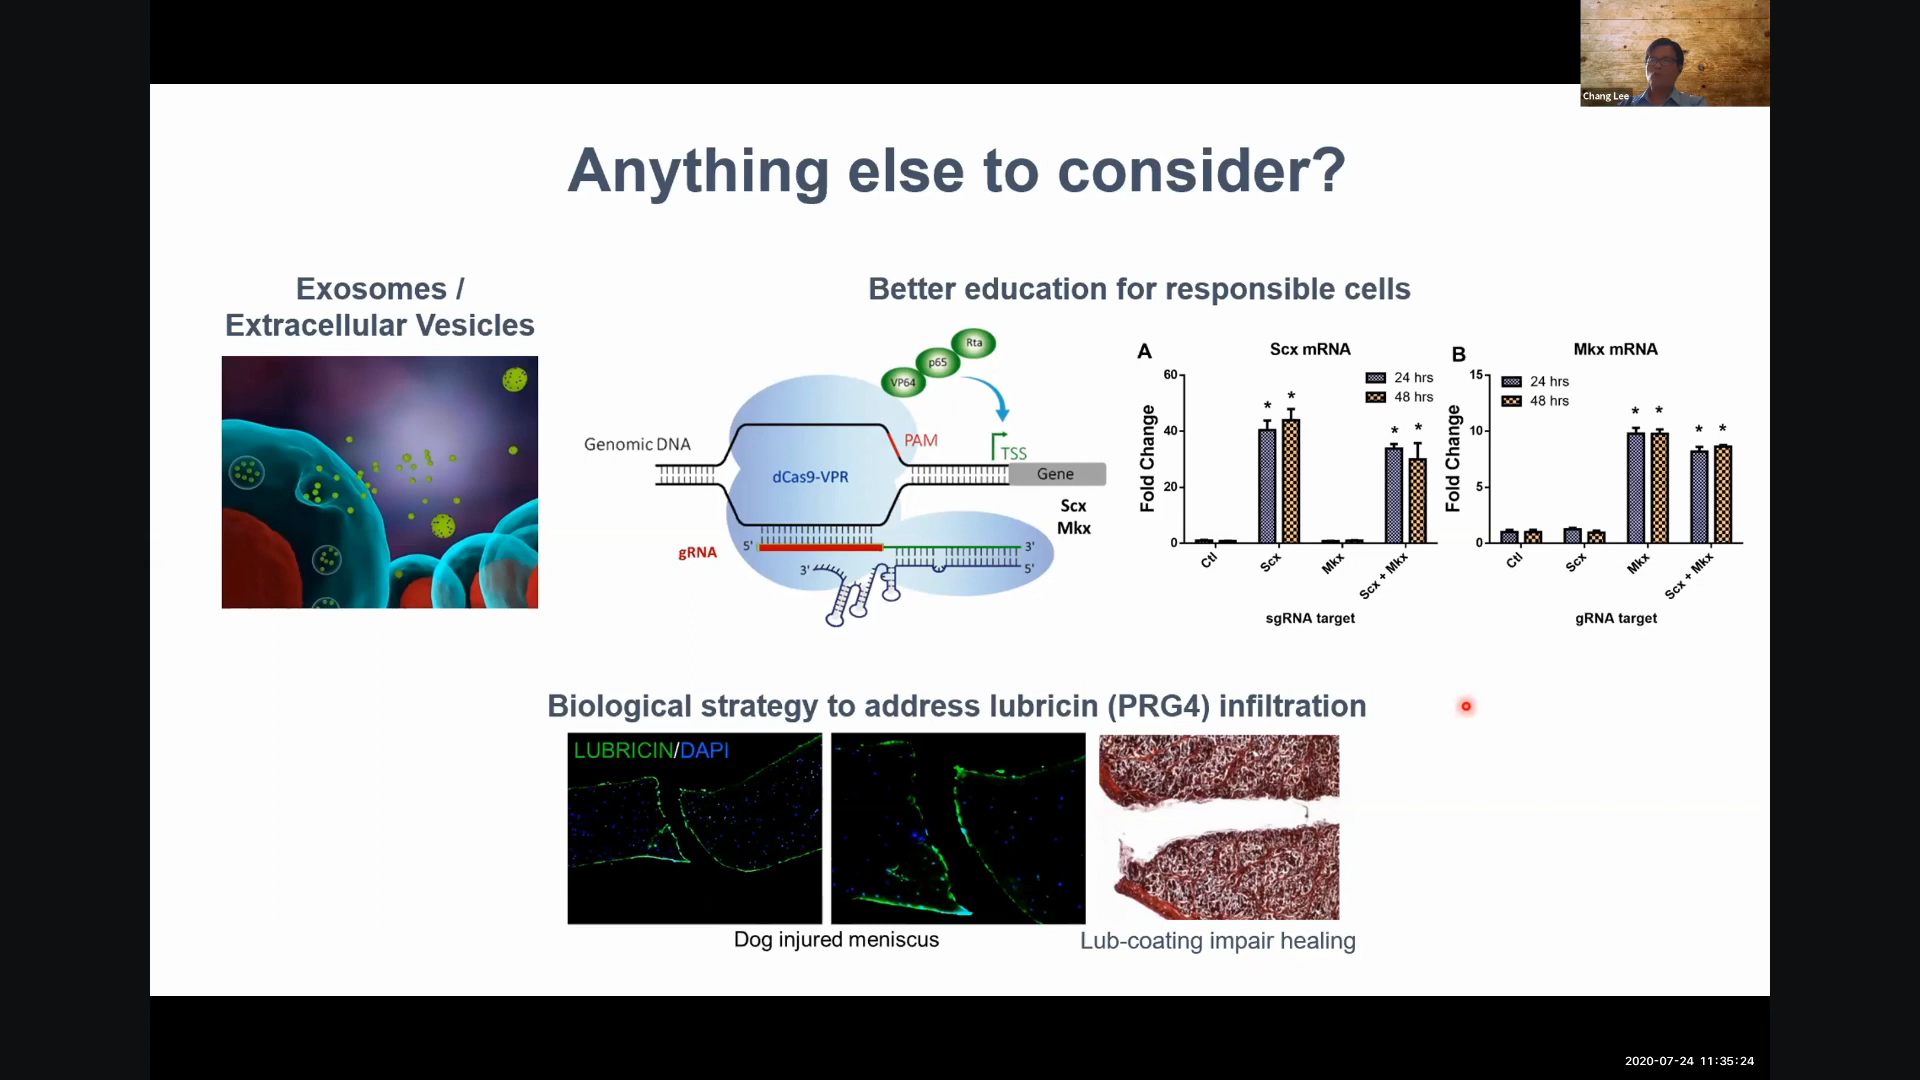 Chang Lee
Anything else to consider?
Exosomes /
Extracellular Vesicles
Better education for responsible cells
Rta
p65
VP64
Genomic DNA
PAM
TSS
dCas9-VPR
Gene
Scx
Mkx
gRNA
5'
3'
3'
5'
A
Scx mRNA
24 hrs
48 hrs
Fold Change
60
40
20
0
* *
* *
Ctl
Scx
Mkx
Scx + Mkx
sgRNA target
B
Mkx mRNA
24 hrs
48 hrs
Fold Change
15
10
5
0
* *
* *
Ctl
Scx
Mkx
Scx + Mkx
gRNA target
Biological strategy to address lubricin (PRG4) infiltration
LUBRICIN/DAPI
Dog injured meniscus
Lub-coating impair healing
2020-07-24 11:35:24